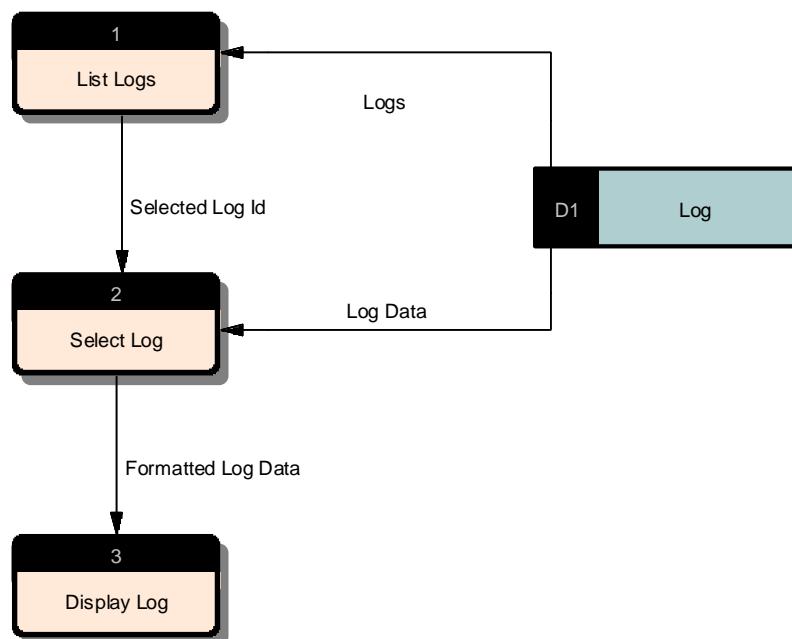 1
List Logs
Logs
Selected Log Id
D1
Log
2
Select Log
Log Data
Formatted Log Data
3
Display Log